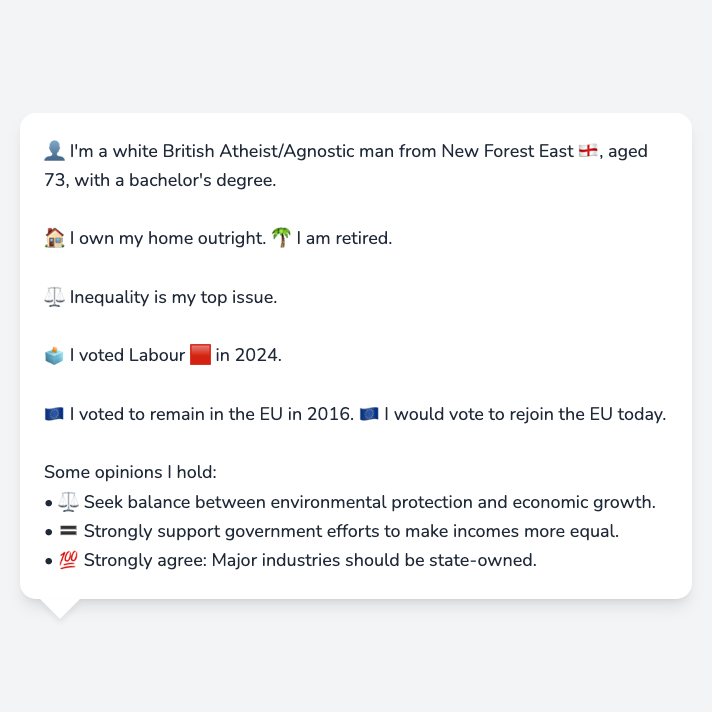 👤 I'm a white British Atheist/Agnostic man from New Forest East 🏴󠁧󠁢󠁥󠁮󠁧󠁿, aged
73, with a bachelor's degree.
🏠 I own my home outright. 🌴 I am retired.
⚖️ Inequality is my top issue.
🗳️ I voted Labour 🟥 in 2024.
🇪🇺 I voted to remain in the EU in 2016. 🇪🇺 I would vote to rejoin the EU today.
Some opinions I hold:
• ⚖️ Seek balance between environmental protection and economic growth.
• 🟰 Strongly support government efforts to make incomes more equal.
• 💯 Strongly agree: Major industries should be state-owned.